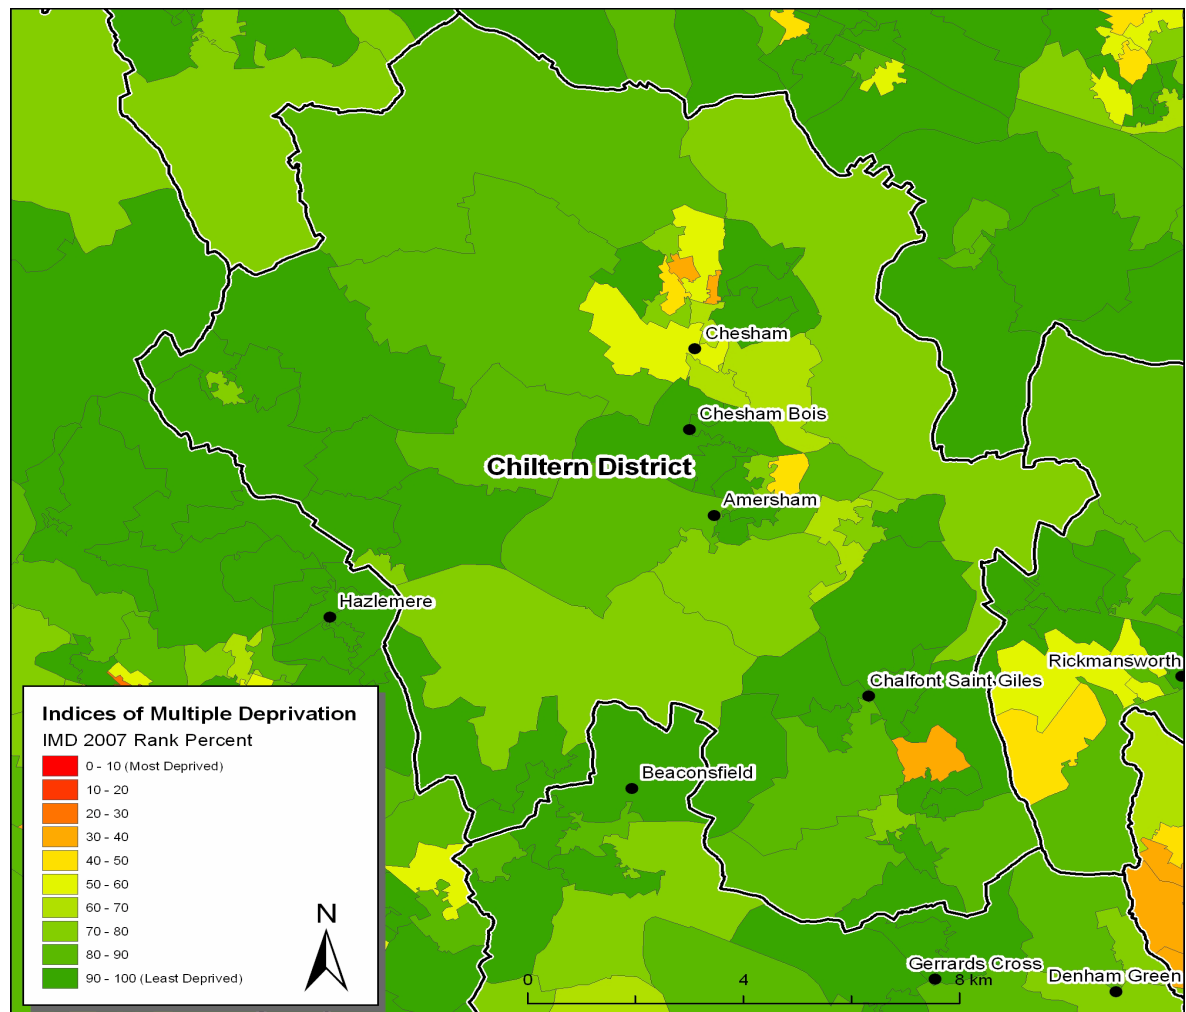 Chesham
Chesham Bois
Chiltern District
Amersham
Hazlemere
Rickmansworth
Chalfont Saint Giles
Beaconsfield
Indices of Multiple Deprivation
IMD 2007 Rank Percent
0 - 10 (Most Deprived)
10 - 20
20 - 30
30 - 40
40 - 50
50 - 60
60 - 70
70 - 80
80 - 90
90 - 100 (Least Deprived)
N
Gerrards Cross
Denham Green
0 4 8 km